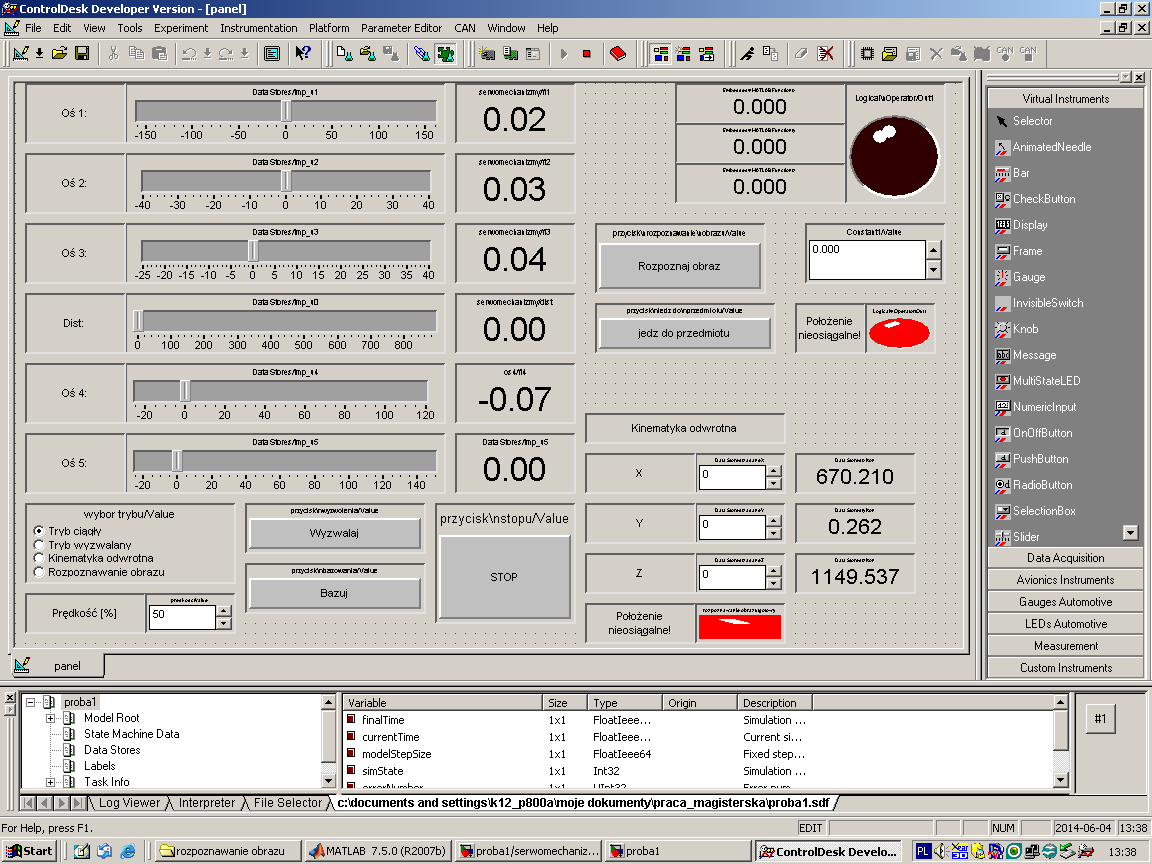 ControlDesk Developer Version - [panel]
File Edit View Tools Experiment Instrumentation Platform Parameter Editor CAN Window Help
Oś 1:
Data Stores/Imp_u1
-150 -100 -50 0 50 100 150
serwomechanizmy/fi1
0.02
Oś 2:
Data Stores/Imp_u2
-40 -30 -20 -10 0 10 20 30 40
serwomechanizmy/fi2
0.03
Oś 3:
Data Stores/Imp_u3
-25 -20 -15 -10 -5 0 5 10 15 20 25 30 35 40
serwomechanizmy/fi3
0.04
Dist:
Data Stores/Imp_u0
0 100 200 300 400 500 600 700 800
serwomechanizmy/dist
0.00
Oś 4:
Data Stores/Imp_u4
-20 0 20 40 60 80 100 120
os 4/fi4
-0.07
Oś 5:
Data Stores/Imp_u5
-20 0 20 40 60 80 100 120 140
Data Stores/Imp_u5
0.00
0.000
0.000
0.000
Logical\nOperator/Out1
przycisk\nrozpoznawanie\nobrazu/Value
Rozpoznaj obraz
Constant1/Value
0.000
przycisk\njedz do\nprzedmiotu/Value
jedz do przedmiotu
Położenie
nieosiągalne!
Kinematyka odwrotna
X
0
670.210
Y
0
0.262
Z
0
1149.537
Położenie
nieosiągalne!
wybor trybu/Value
Tryb ciągły
Tryb wyzwalany
Kinematyka odwrotna
Rozpoznawanie obrazu
Prędkość [%]
predkosc/Value
50
przycisk\nwyzwolenia/Value
Wyzwalaj
przycisk\nbazowania/Value
Bazuj
przycisk\nstopu/Value
STOP
panel
Virtual Instruments
Selector
AnimatedNeedle
Bar
CheckButton
Display
Frame
Gauge
InvisibleSwitch
Knob
Message
MultiStateLED
NumericInput
OnOffButton
PushButton
RadioButton
SelectionBox
Slider
Data Acquisition
Avionics Instruments
Gauges Automotive
LEDs Automotive
Measurement
Custom Instruments
proba1
Model Root
State Machine Data
Data Stores
Labels
Task Info
Variable Size Type Origin Description
finalTime 1x1 FloatIeee... Simulation ...
currentTime 1x1 FloatIeee... Current si...
modelStepSize 1x1 FloatIeee64 Fixed step...
simState 1x1 Int32 Simulation ...
errorNumber 1x1 UInt32 Error num...
#1
Log Viewer Interpreter File Selector c:\documents and settings\k12_p800a\moje dokumenty\praca_magisterska\proba1.sdf
For Help, press F1.
EDIT NUM 2014-06-04 13:38
Start rozpoznawanie obrazu MATLAB 7.5.0 (R2007b) proba1/serwomechaniz... proba1 ControlDesk Develo... PL 13:38